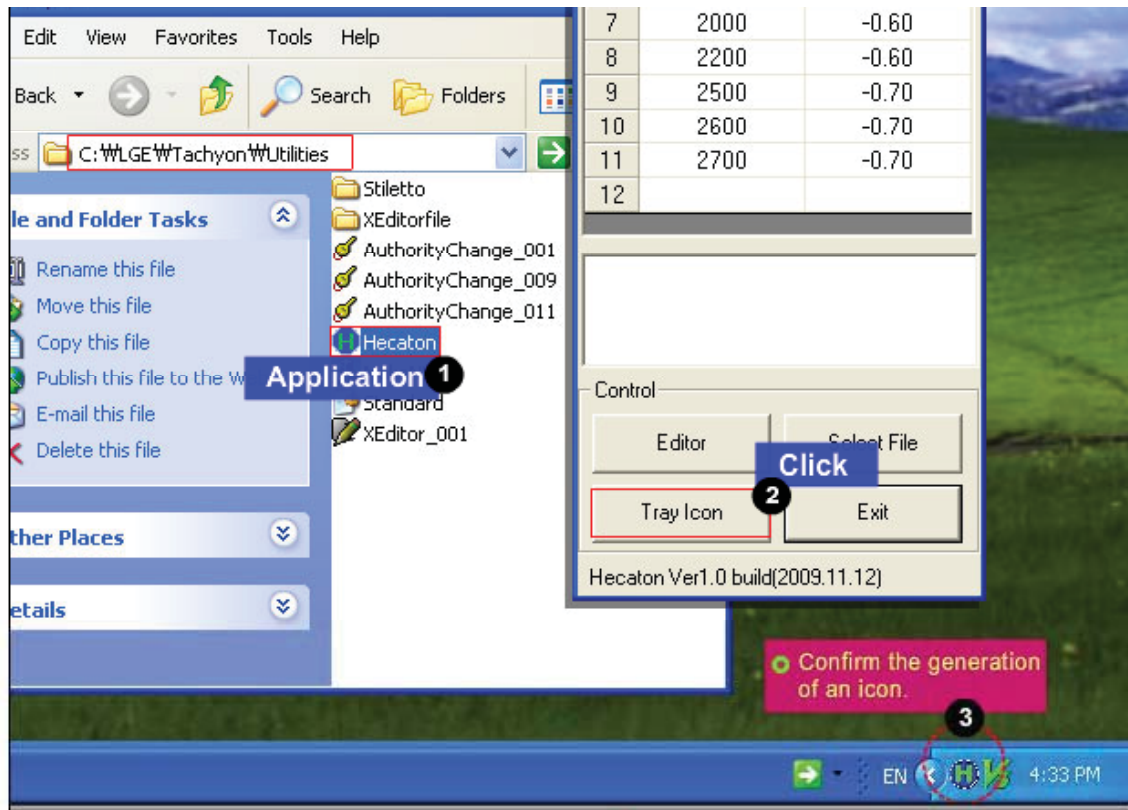 Edit View Favorites Tools Help
Back
Search
Folders
ss C:₩LGE₩Tachyon₩Utilities
le and Folder Tasks
Rename this file
Move this file
Copy this file
Publish this file to the W
E-mail this file
Delete this file
ther Places
etails
Stiletto
XEditorfile
AuthorityChange_001
AuthorityChange_009
AuthorityChange_011
Hecaton
Application 1
Standard
XEditor_001
7 2000 -0.60
8 2200 -0.60
9 2500 -0.70
10 2600 -0.70
11 2700 -0.70
12
Control
Editor
Select File
Click
2
Tray Icon
Exit
Hecaton Ver1.0 build(2009.11.12)
Confirm the generation
of an icon.
3
EN
H
4:33 PM